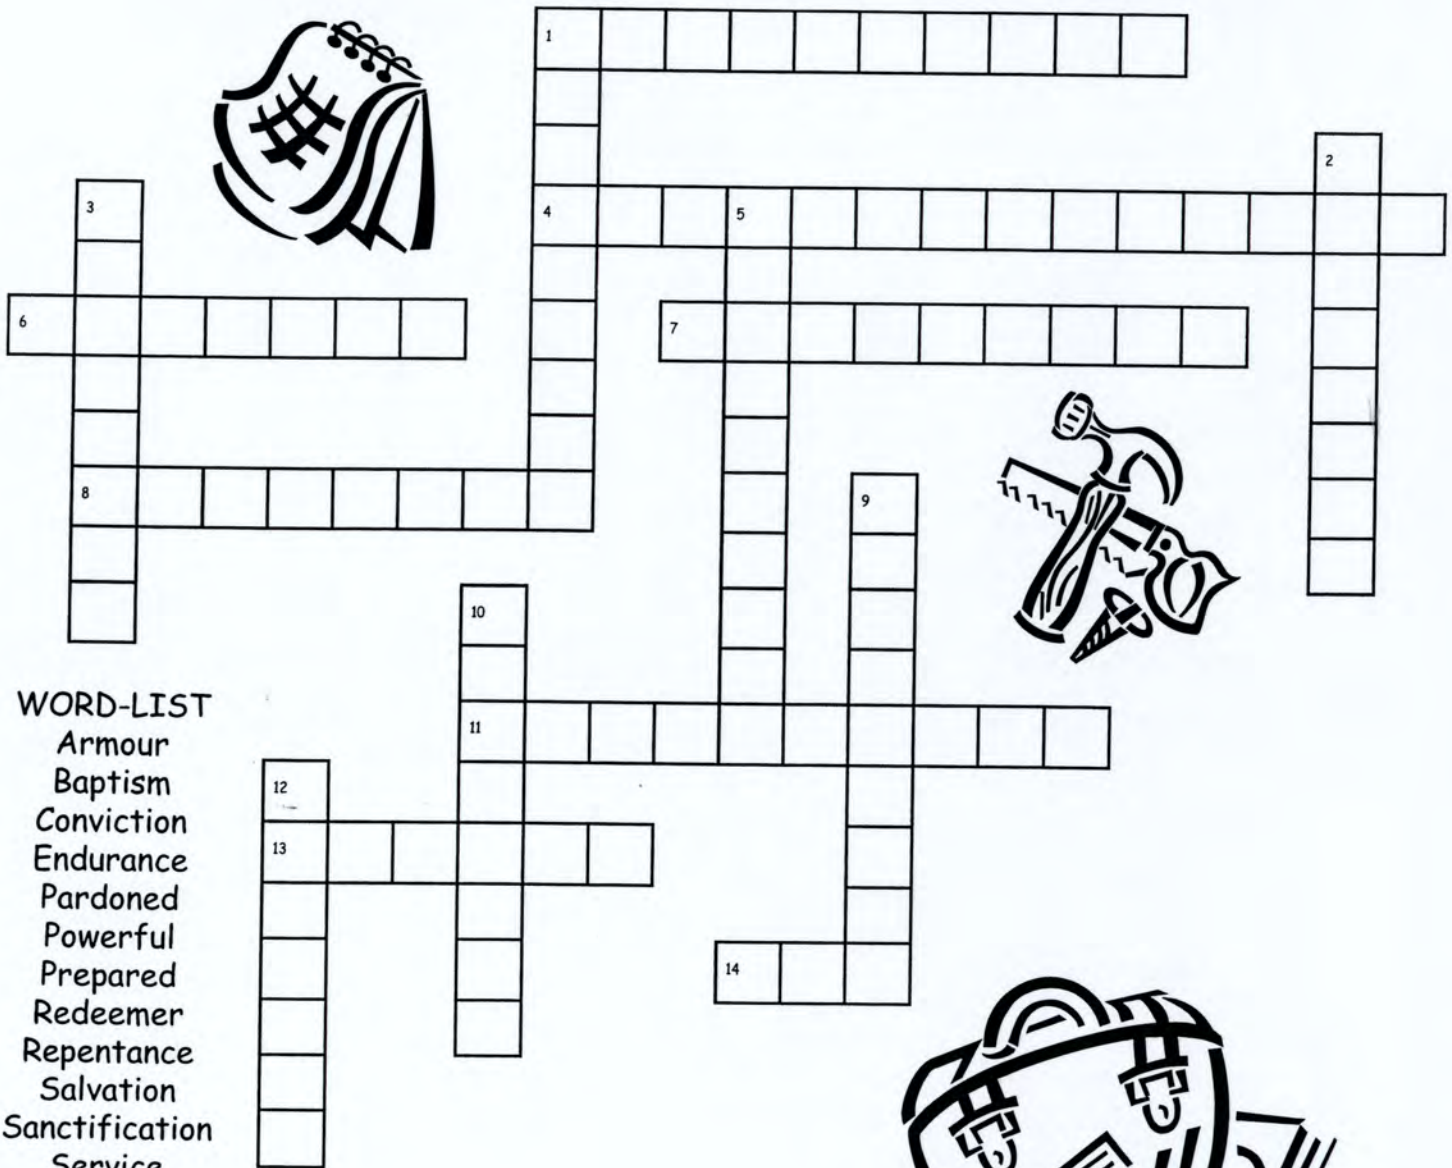 1
2
3
4
5
6
7
8
9
10
11
12
13
14
WORD-LIST
Armour
Baptism
Conviction
Endurance
Pardoned
Powerful
Prepared
Redeemer
Repentance
Salvation
Sanctification
Service